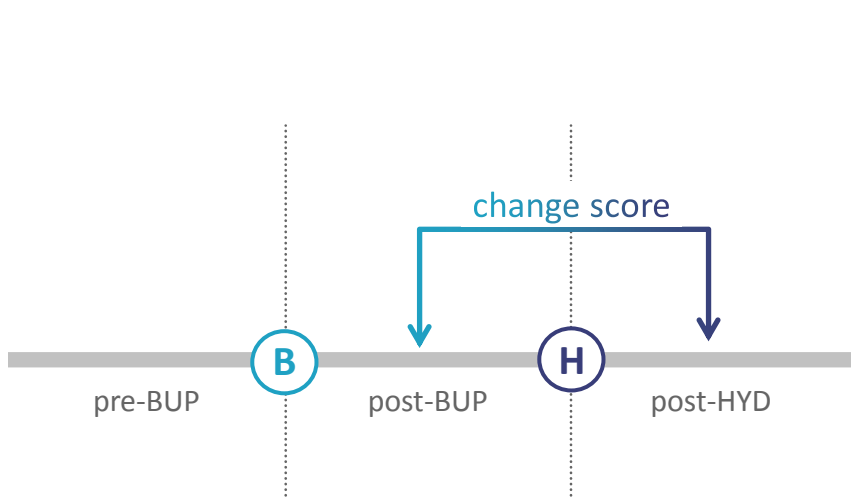 change score
B
H
pre-BUP
post-BUP
post-HYD